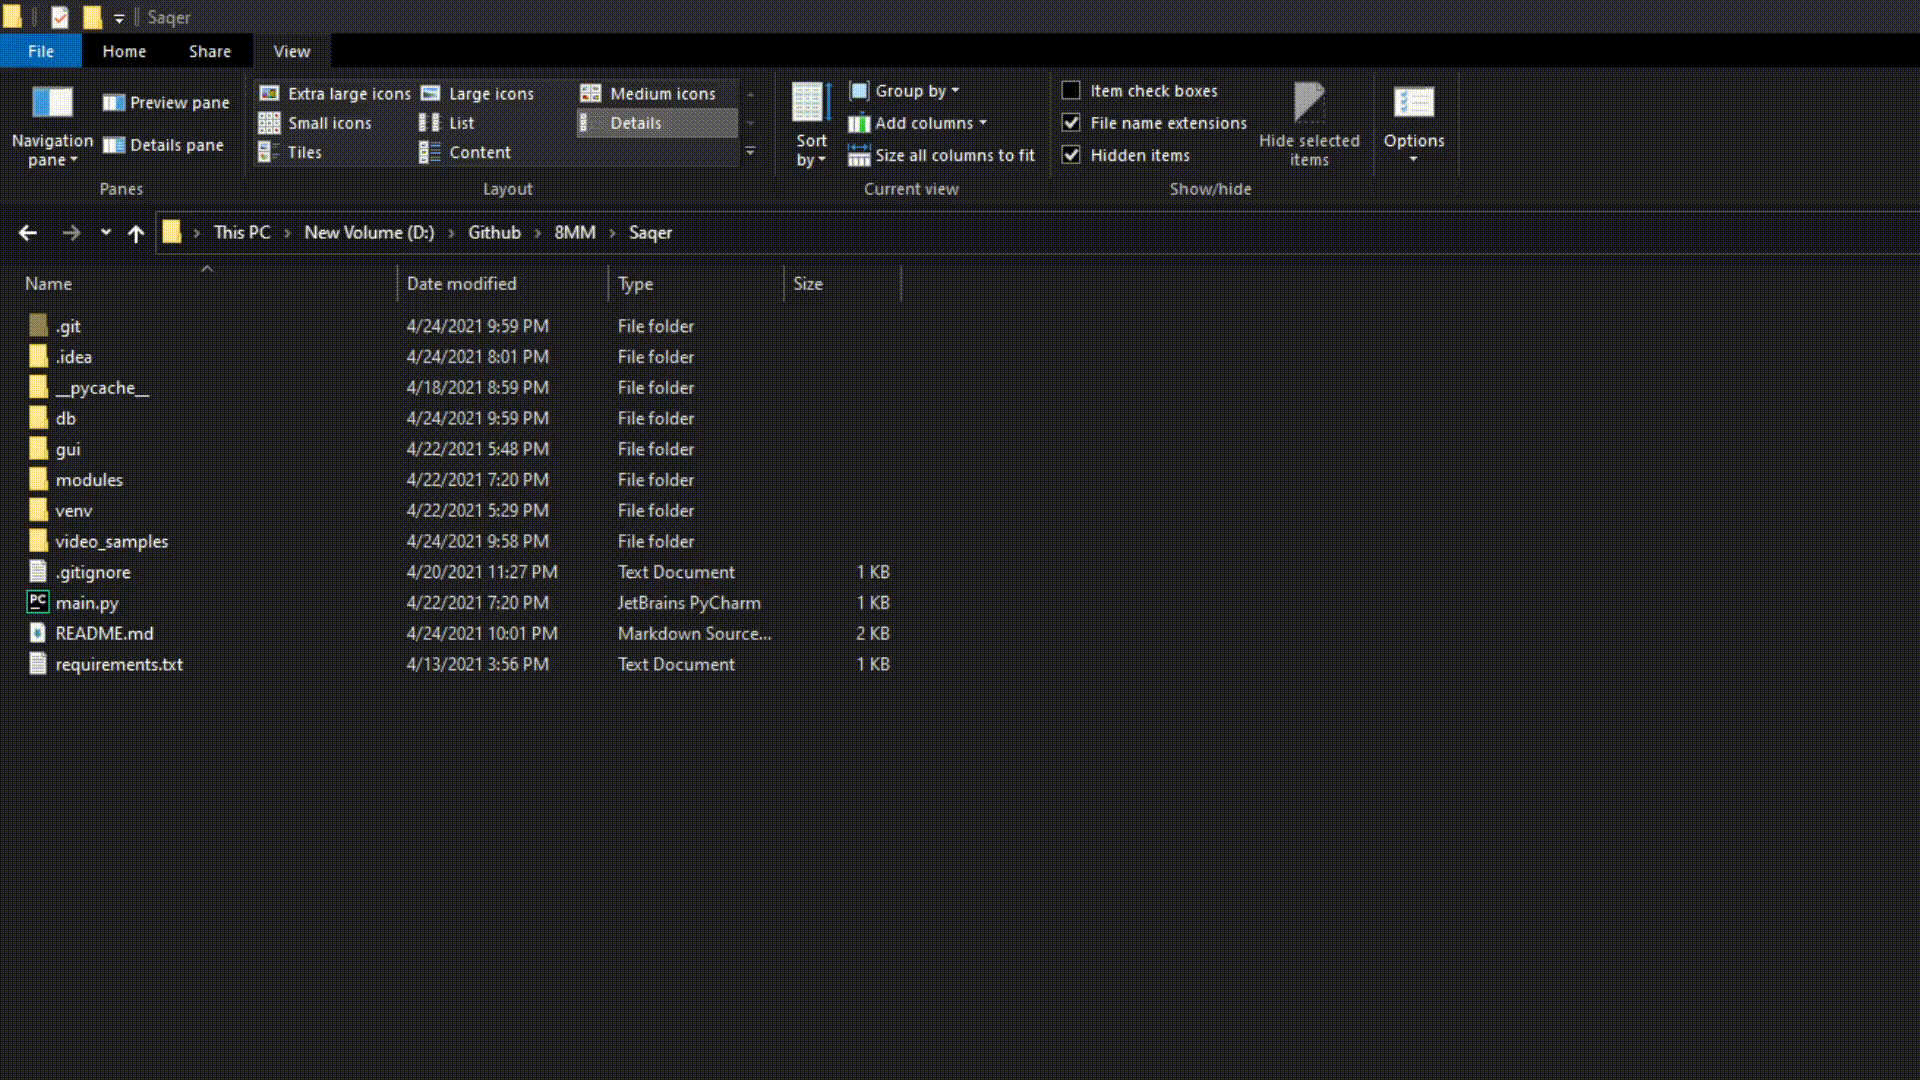 Saqer
File Home Share View
Navigation pane
Preview pane
Details pane
Panes
Extra large icons Large icons Medium icons
Small icons List Details
Tiles Content
Layout
Sort by
Group by
Add columns
Size all columns to fit
Current view
Item check boxes
File name extensions
Hidden items
Hide selected items
Show/hide
Options
This PC New Volume (D:) Github 8MM Saqer
Name Date modified Type Size
.git 4/24/2021 9:59 PM File folder
.idea 4/24/2021 8:01 PM File folder
__pycache__ 4/18/2021 8:59 PM File folder
db 4/24/2021 9:59 PM File folder
gui 4/22/2021 5:48 PM File folder
modules 4/22/2021 7:20 PM File folder
venv 4/22/2021 5:29 PM File folder
video_samples 4/24/2021 9:58 PM File folder
.gitignore 4/20/2021 11:27 PM Text Document 1 KB
PC main.py 4/22/2021 7:20 PM JetBrains PyCharm 1 KB
README.md 4/24/2021 10:01 PM Markdown Source... 2 KB
requirements.txt 4/13/2021 3:56 PM Text Document 1 KB